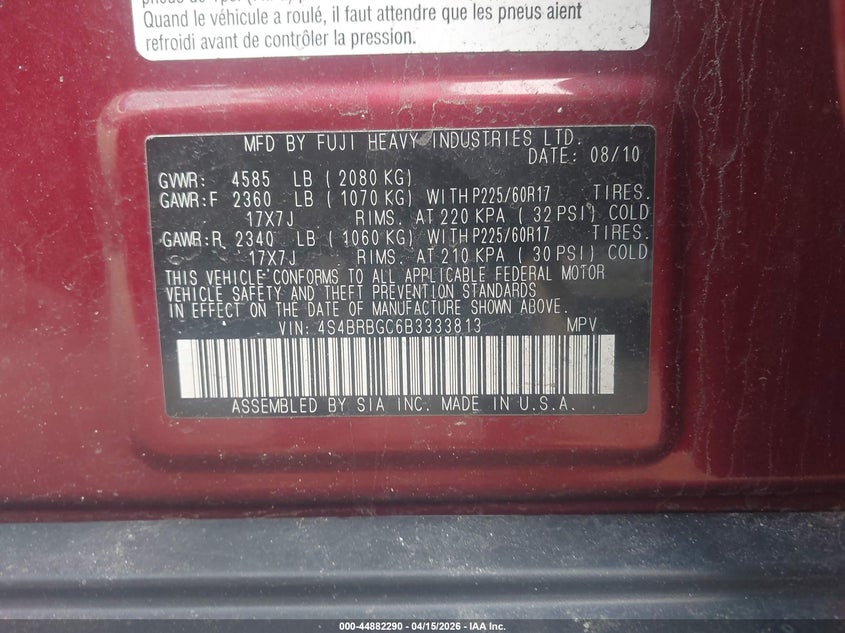 Quand le véhicule a roulé, il faut attendre que les pneus aient
refroidi avant de contrôler la pression.
MFD BY FUJI HEAVY INDUSTRIES LTD.
DATE: 08/10
GVWR: 4585 LB ( 2080 KG)
GAWR:F 2360 LB ( 1070 KG) WITH P225/60R17 TIRES.
17X7J RIMS. AT 220 KPA ( 32 PSI) COLD
GAWR:R 2340 LB ( 1060 KG) WITH P225/60R17 TIRES.
17X7J RIMS. AT 210 KPA ( 30 PSI) COLD
THIS VEHICLE CONFORMS TO ALL APPLICABLE FEDERAL MOTOR
VEHICLE SAFETY AND THEFT PREVENTION STANDARDS
IN EFFECT ON THE DATE OF MANUFACTURE SHOWN ABOVE.
VIN: 4S4BRBGC6B3333813 MPV
ASSEMBLED BY SIA INC. MADE IN U.S.A.
000-44882290 - 04/15/2026 - IAA Inc.